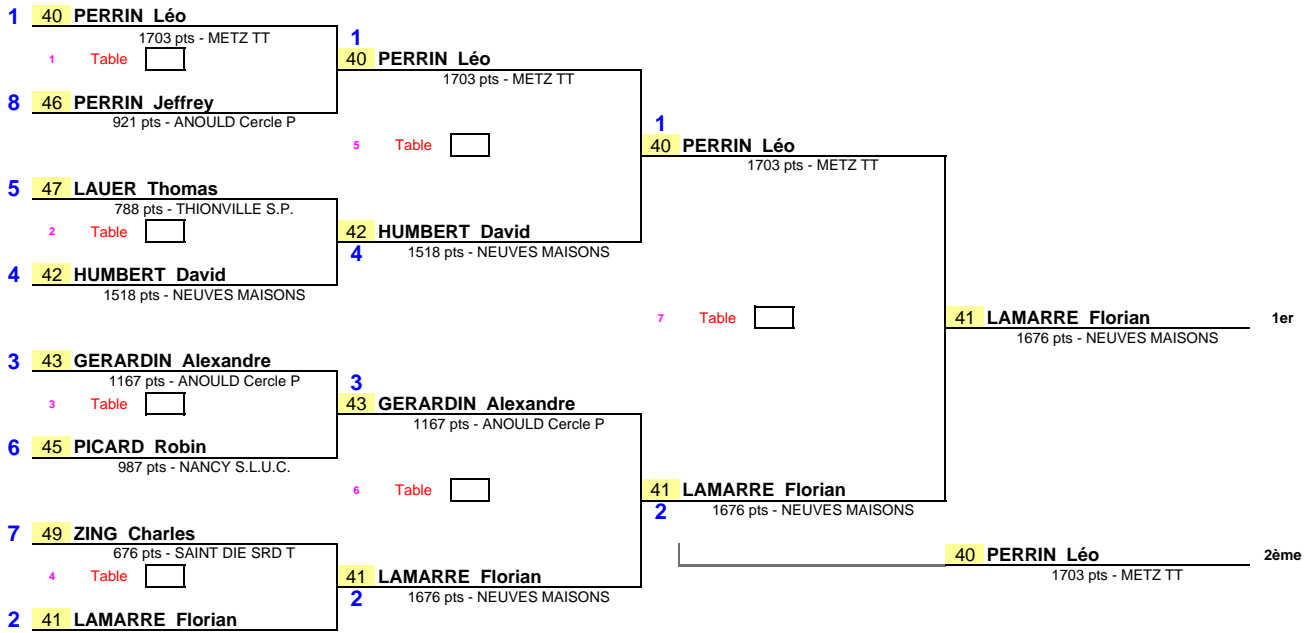 1 40 PERRIN Léo
1703 pts - METZ TT
1 Table
8 46 PERRIN Jeffrey
921 pts - ANOULD Cercle P
5 47 LAUER Thomas
788 pts - THIONVILLE S.P.
2 Table
4 42 HUMBERT David
1518 pts - NEUVES MAISONS
3 43 GERARDIN Alexandre
1167 pts - ANOULD Cercle P
3 Table
6 45 PICARD Robin
987 pts - NANCY S.L.U.C.
7 49 ZING Charles
676 pts - SAINT DIE SRD T
4 Table
2 41 LAMARRE Florian
1
40 PERRIN Léo
1703 pts - METZ TT
5 Table
42 HUMBERT David
4 1518 pts - NEUVES MAISONS
3
43 GERARDIN Alexandre
1167 pts - ANOULD Cercle P
6 Table
41 LAMARRE Florian
2 1676 pts - NEUVES MAISONS
1
40 PERRIN Léo
1703 pts - METZ TT
7 Table
41 LAMARRE Florian
2 1676 pts - NEUVES MAISONS
41 LAMARRE Florian 1er
1676 pts - NEUVES MAISONS
40 PERRIN Léo 2ème
1703 pts - METZ TT